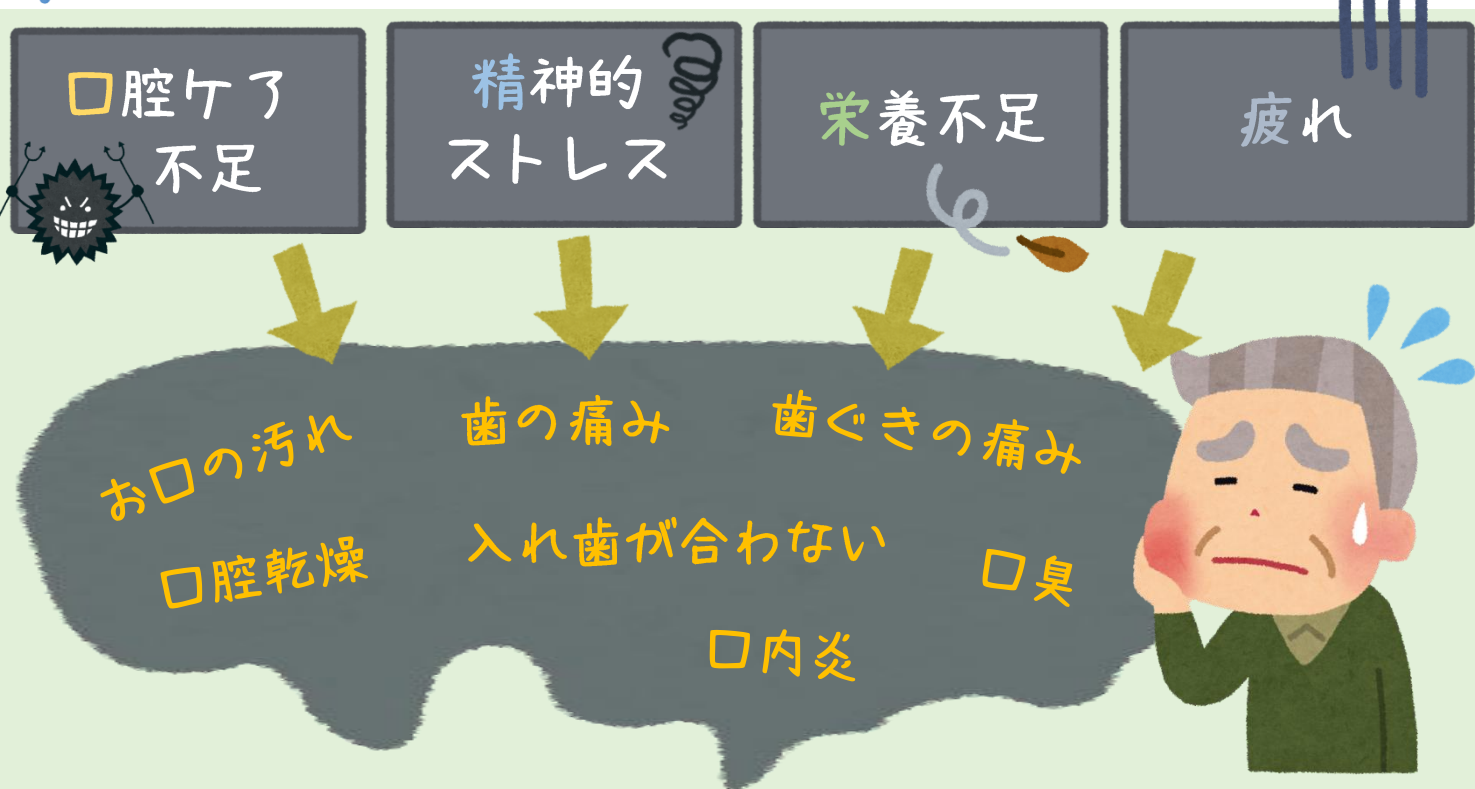 口腔ケア
不足
精神的
ストレス
栄養不足
疲れ
お口の汚れ
歯の痛み
歯ぐきの痛み
口腔乾燥
入れ歯が合わない
口臭
口内炎